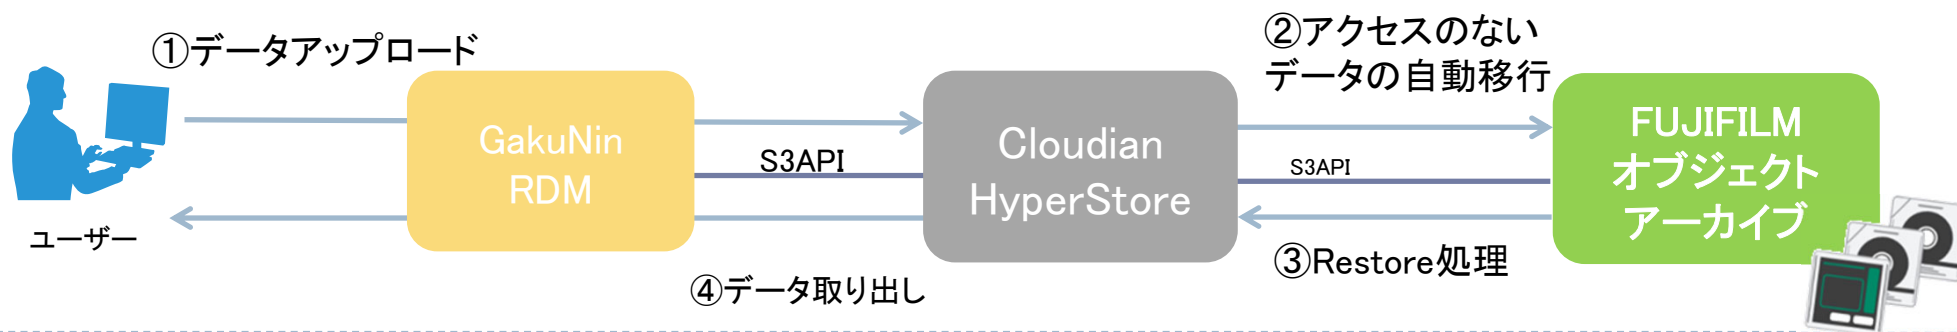 ①データアップロード
②アクセスのない
データの自動移行
GakuNin
RDM
S3API
Cloudian
HyperStore
S3API
FUJIFILM
オブジェクト
アーカイブ
ユーザー
③Restore処理
④データ取り出し